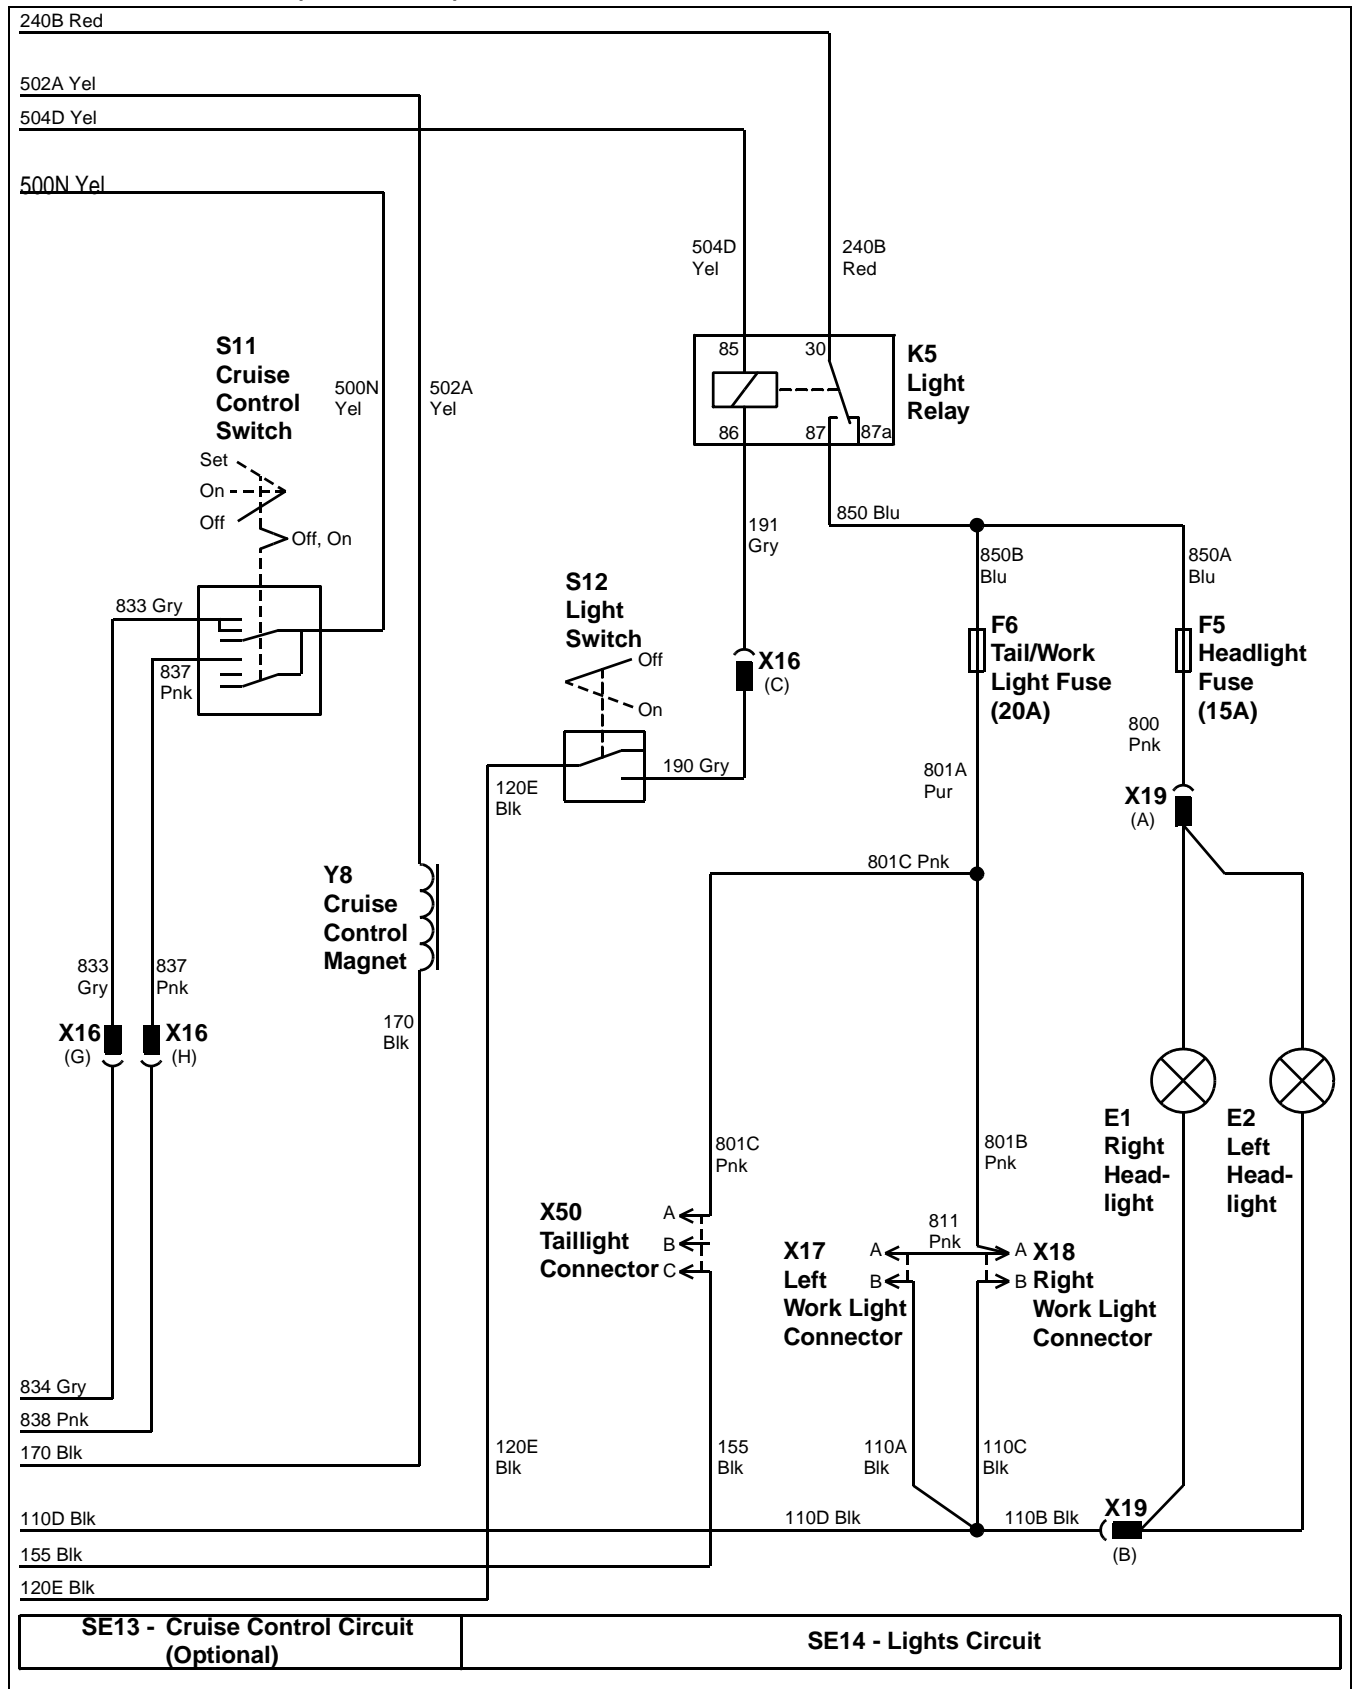 240B Red
502A Yel
504D Yel
500N Yel
504D
Yel
240B
Red
S11
Cruise
Control
Switch
500N
Yel
502A
Yel
85
30
86
87
87a
K5
Light
Relay
Set
On
Off
Off, On
191
Gry
850 Blu
850B
Blu
850A
Blu
S12
Light
Switch
Off
On
833 Gry
837
Pnk
X16
(C)
F6
Tail/Work
Light Fuse
(20A)
F5
Headlight
Fuse
(15A)
800
Pnk
190 Gry
120E
Blk
801A
Pur
X19
(A)
801C Pnk
Y8
Cruise
Control
Magnet
833
Gry
837
Pnk
X16
(G)
X16
(H)
170
Blk
E1
Right
Head-
light
E2
Left
Head-
light
801C
Pnk
801B
Pnk
X50
Taillight
Connector
A
B
C
811
Pnk
X17
Left
Work Light
Connector
A
B
A
B
X18
Right
Work Light
Connector
834 Gry
838 Pnk
170 Blk
120E
Blk
155
Blk
110A
Blk
110C
Blk
110D Blk
110D Blk
110B Blk
X19
(B)
155 Blk
120E Blk
SE13 - Cruise Control Circuit
(Optional)
SE14 - Lights Circuit